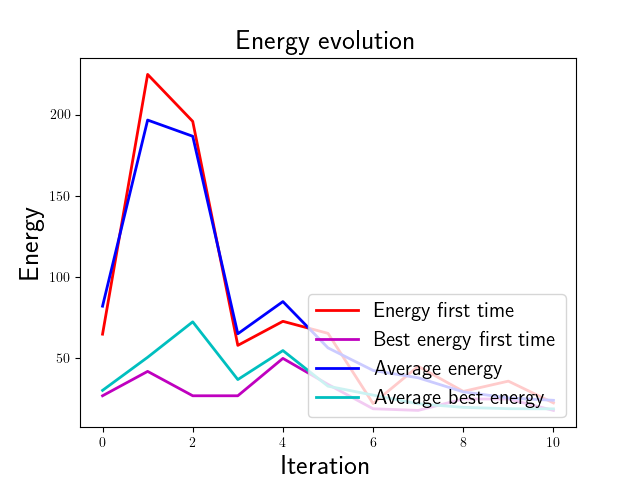 Energy evolution
Energy
200
150
100
50
Energy first time
Best energy first time
Average energy
Average best energy
0 2 4 6 8 10
Iteration